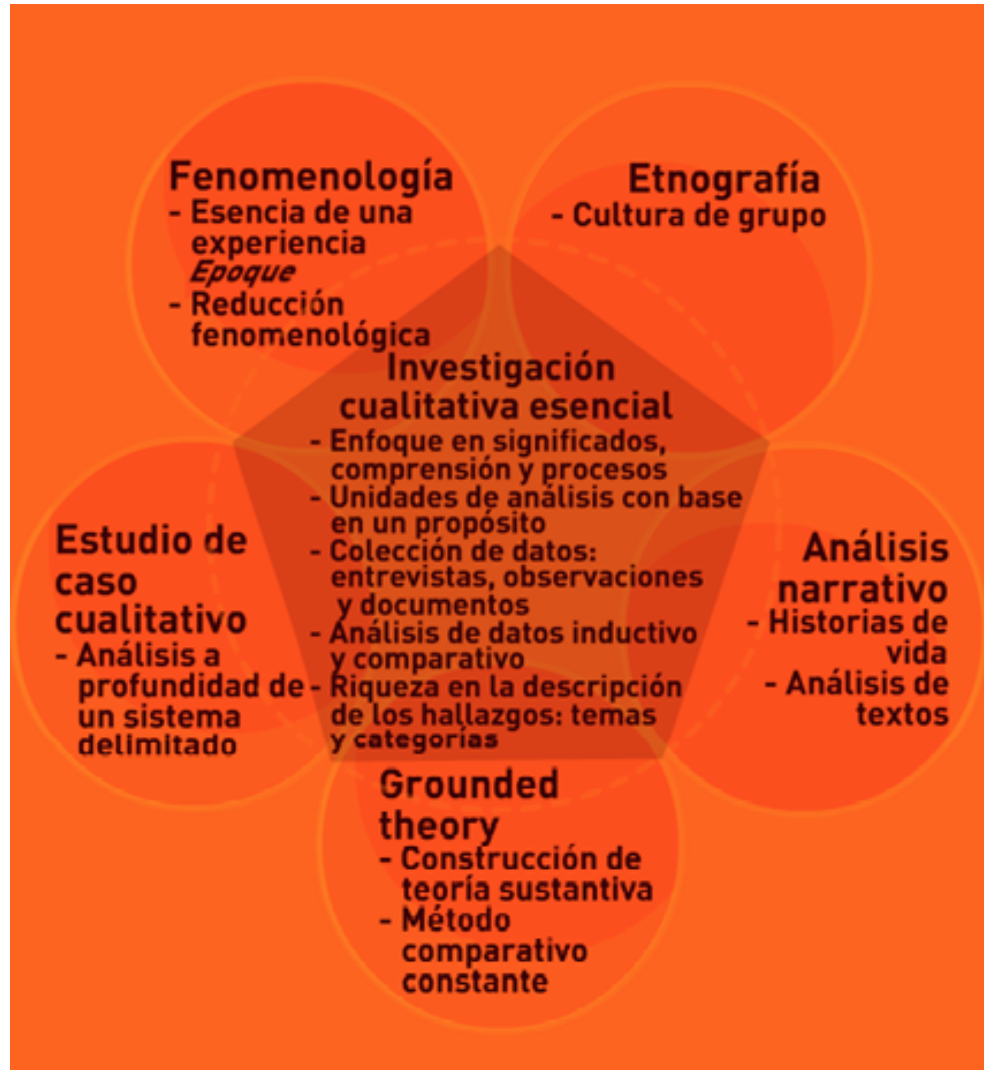 Fenomenología
- Esencia de una
experiencia
Epoque
- Reducción
fenomenológica
Etnografía
- Cultura de grupo
Investigación
cualitativa esencial
- Enfoque en significados,
comprensión y procesos
- Unidades de análisis con base
en un propósito
- Colección de datos:
entrevistas, observaciones
y documentos
- Análisis de datos inductivo
y comparativo
- Riqueza en la descripción
de los hallazgos: temas
y categorías
Estudio de
caso
cualitativo
- Análisis a
profundidad de
un sistema
delimitado
Análisis
narrativo
- Historias de
vida
- Análisis de
textos
Grounded
theory
- Construcción de
teoría sustantiva
- Método
comparativo
constante